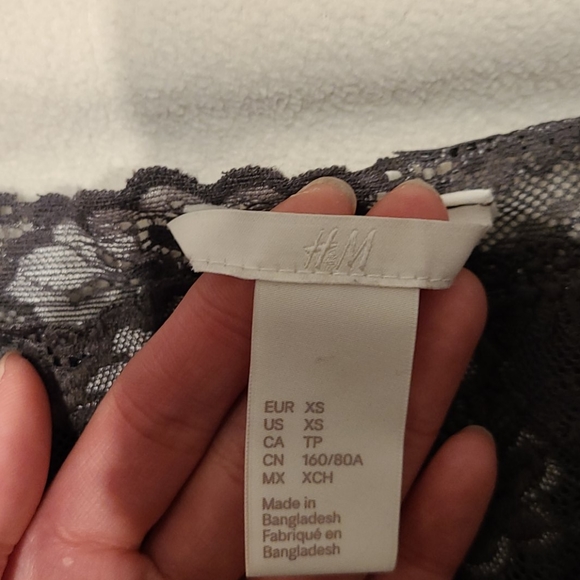 H&M
EUR XS
US XS
CA TP
CN 160/80A
MX XCH
Made in
Bangladesh
Fabriqué en
Bangladesh